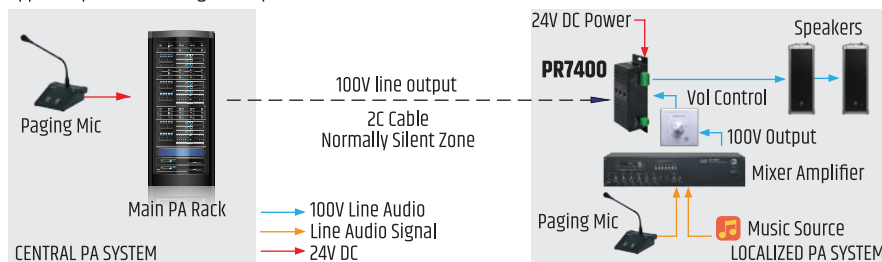 24V DC Power
Speakers
PR7400
100V line output
Vol Control
Paging Mic
2C Cable
Normally Silent Zone
100V Output
Mixer Amplifier
Main PA Rack
100V Line Audio
Paging Mic
Line Audio Signal
Music Source
CENTRAL PA SYSTEM
24V DC
LOCALIZED PA SYSTEM